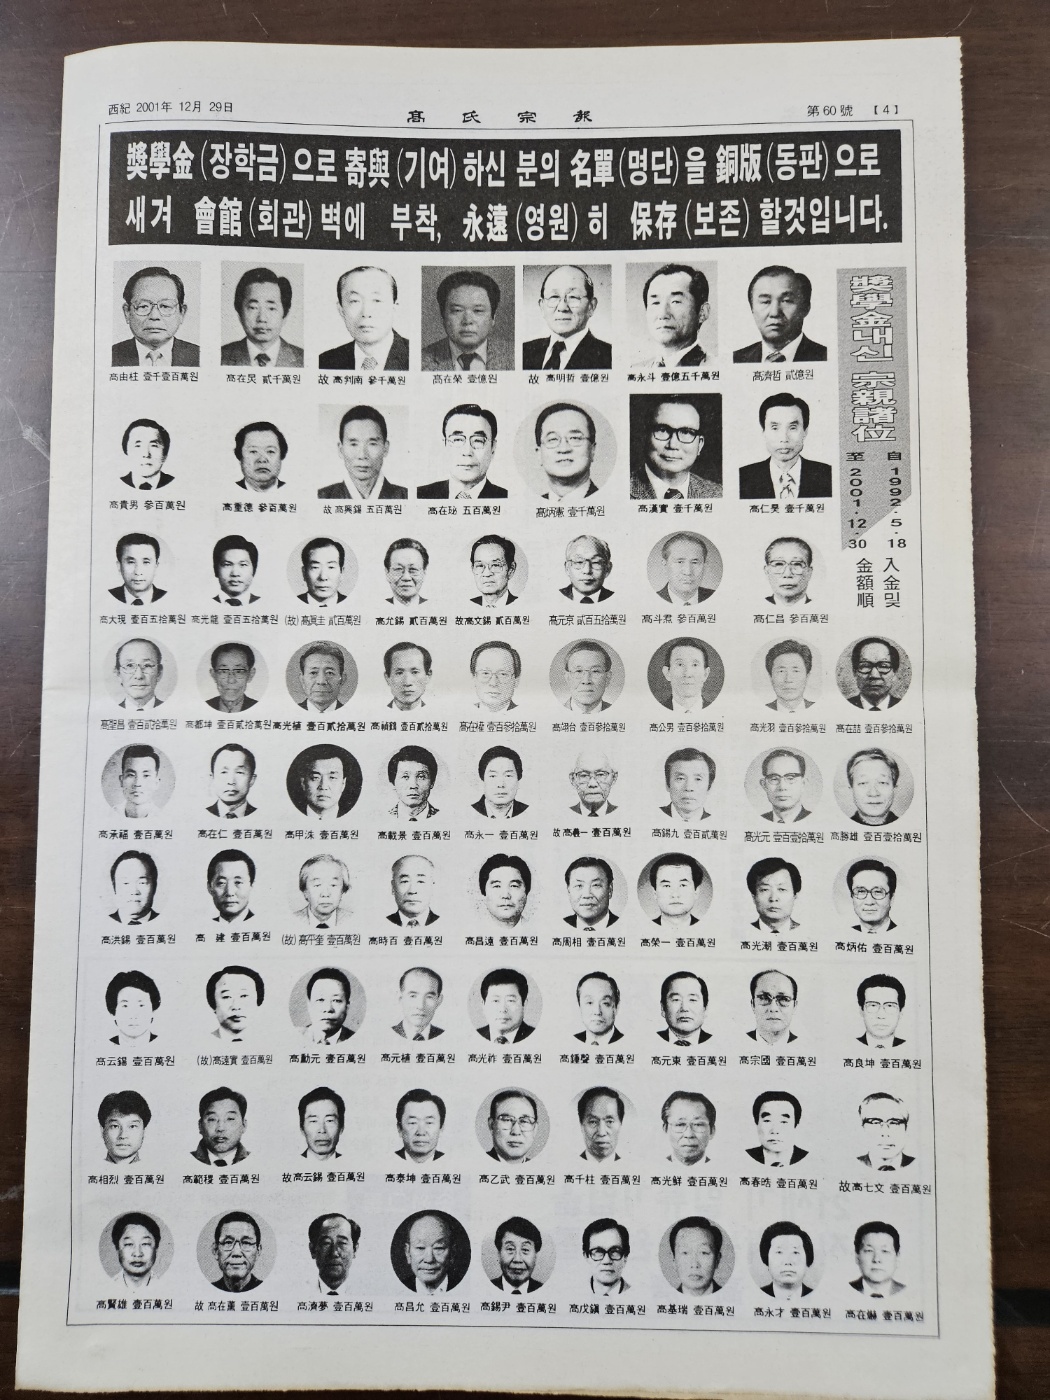 西紀 2001年 12月 29日
高氏宗報
第60號 【4】
獎學金(장학금)으로 寄與(기여)하신 분의 名單(명단)을 銅版(동판)으로
새겨 會館(회관)벽에 부착, 永遠(영원)히 保存(보존)할것입니다.
獎學金내신 宗親諸位
自 1992.5.18
至 2001.12.30
入金및
金額順
高由柱 壹千壹百萬원
高在炅 貳千萬원
故 高判南 參千萬원
高在榮 壹億원
故 高明哲 壹億원
高永斗 壹億五千萬원
高濟哲 貳億원
高貴男 參百萬원
高重德 參百萬원
故 高興錫 五百萬원
高在珌 五百萬원
高炳憲 壹千萬원
高漢實 壹千萬원
高仁旻 壹千萬원
高大現 壹百五拾萬원
高光龍 壹百五拾萬원
(故) 高眞圭 貳百萬원
高允錫 貳百萬원
故高文錫 貳百萬원
高元京 貳百五拾萬원
高斗煮 參百萬원
高仁昌 參百萬원
高聖昌 壹百貳拾萬원
壹百貳拾萬원
高光植 壹百貳拾萬원
壹百貳拾萬원
壹百參拾萬원
高翊台 壹百參拾萬원
高公男 壹百參拾萬원
高光羽 壹百參拾萬원
高在喆 壹百參拾萬원
高承福 壹百萬원
高在仁 壹百萬원
高甲洙 壹百萬원
高載景 壹百萬원
高永一 壹百萬원
故高義一 壹百萬원
高錫九 壹百貳萬원
高光元 壹百壹拾萬원
高勝雄 壹百壹拾萬원
高洪錫 壹百萬원
高 建 壹百萬원
(故) 高午奎 壹百萬원
高時百 壹百萬원
高昌遠 壹百萬원
高周相 壹百萬원
高榮一 壹百萬원
高光潮 壹百萬원
高炳佑 壹百萬원
高云錫 壹百萬원
(故)高遠實 壹百萬원
高勳元 壹百萬원
高元植 壹百萬원
高光祚 壹百萬원
高鍾聲 壹百萬원
高元東 壹百萬원
高宗國 壹百萬원
高良坤 壹百萬원
高相烈 壹百萬원
高範稷 壹百萬원
故高云錫 壹百萬원
高泰坤 壹百萬원
高乙武 壹百萬원
高千柱 壹百萬원
高光鮮 壹百萬원
高春晧 壹百萬원
故高七文 壹百萬원
高賢雄 壹百萬원
故 高在薰 壹百萬원
高濟夢 壹百萬원
高昌允 壹百萬원
高錫尹 壹百萬원
高戊鎭 壹百萬원
高基瑞 壹百萬원
高永才 壹百萬원
高在 壹百萬원